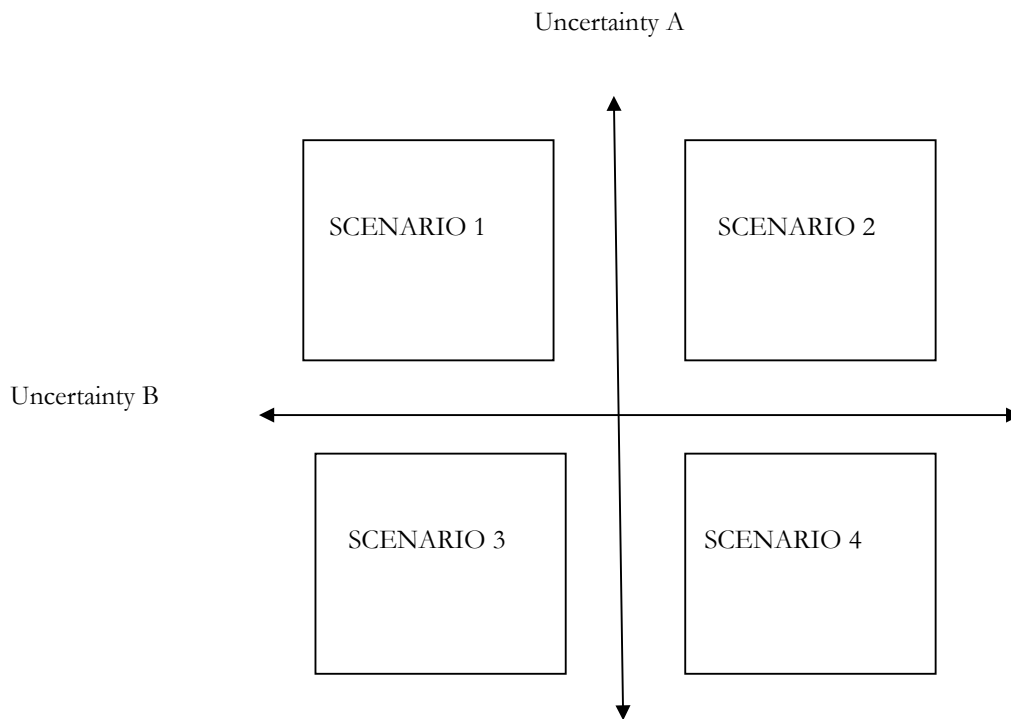 Uncertainty A
SCENARIO 1
SCENARIO 2
Uncertainty B
SCENARIO 3
SCENARIO 4